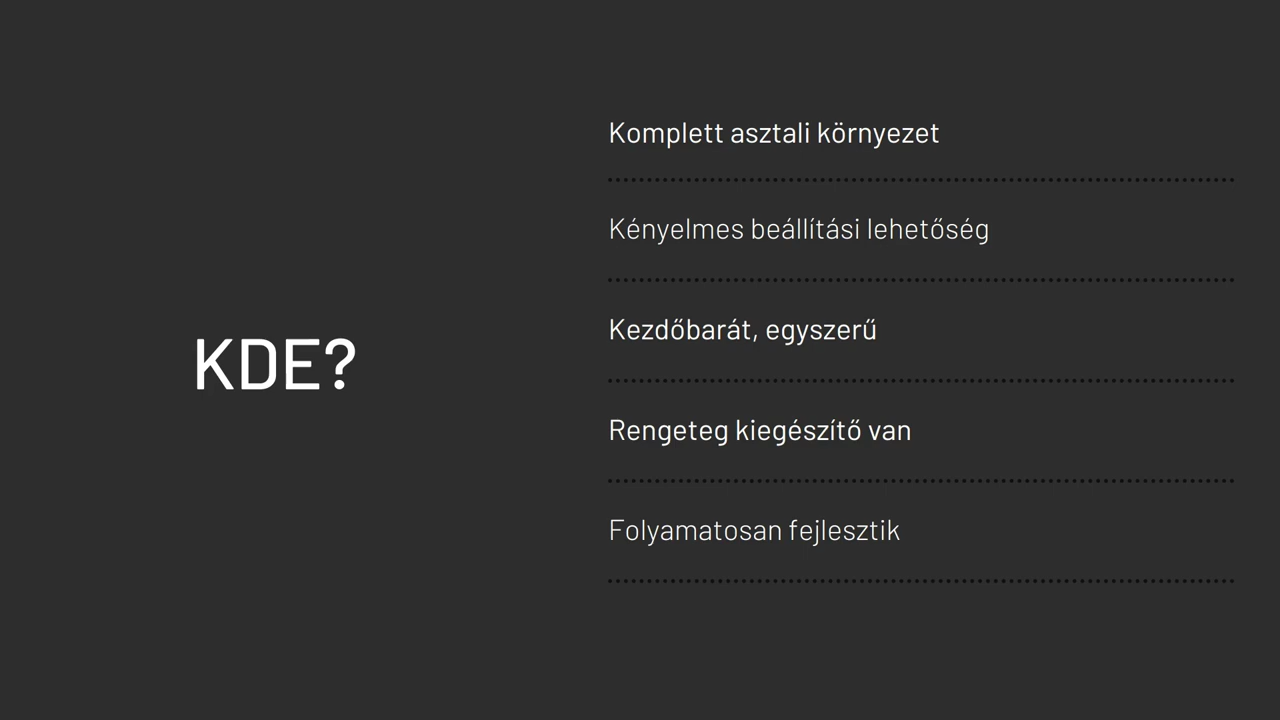 KDE?
Komplett asztali környezet
Kényelmes beállítási lehetőség
Kezdőbarát, egyszerű
Rengeteg kiegészítő van
Folyamatosan fejlesztik